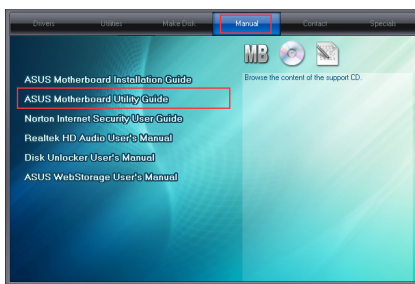 Drivers Utilities Make Disk Manual Contact Specials
MB
ASUS Motherboard Installation Guide
Browse the content of the support CD.
ASUS Motherboard Utility Guide
Norton Internet Security User Guide
Realtek HD Audio User's Manual
Disk Unlocker User's Manual
ASUS WebStorage User's Manual